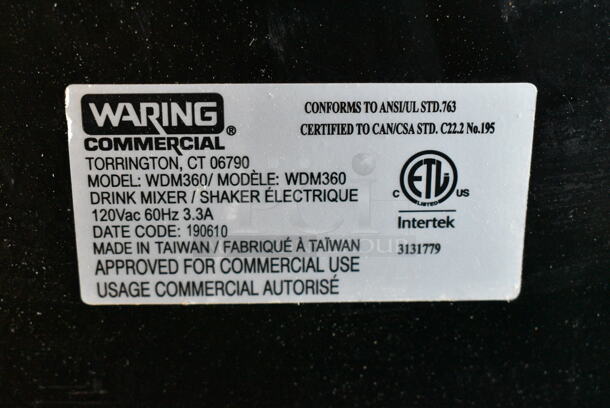 WARING
COMMERCIAL®
TORRINGTON, CT 06790
MODEL: WDM360/ MODÈLE: WDM360
DRINK MIXER / SHAKER ÉLECTRIQUE
120Vac 60Hz 3.3A
DATE CODE: 190610
MADE IN TAIWAN / FABRIQUÉ À TAÏWAN
APPROVED FOR COMMERCIAL USE
USAGE COMMERCIAL AUTORISÉ
CONFORMS TO ANSI/UL STD.763
CERTIFIED TO CAN/CSA STD. C22.2 No.195
C ETL US
LISTED
Intertek
3131779